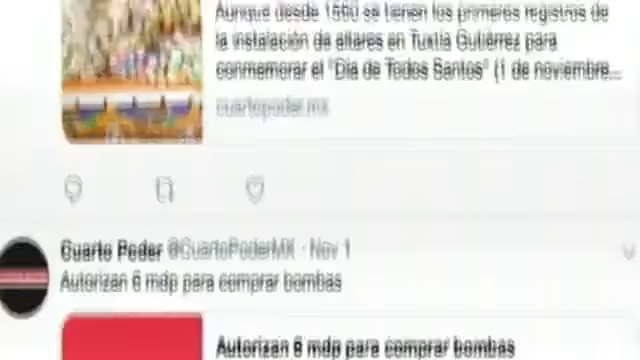 Aunque desde 1560 se tienen los primeros registros de
la instalación de altares en Tuxtla Gutiérrez para
conmemorar el "Día de Todos Santos" (1 de noviembre...
cuartopoder.mx
Cuarto Poder @CuartoPoderMX · Nov 1
Autorizan 6 mdp para comprar bombas
Autorizan 6 mdp para comprar bombas